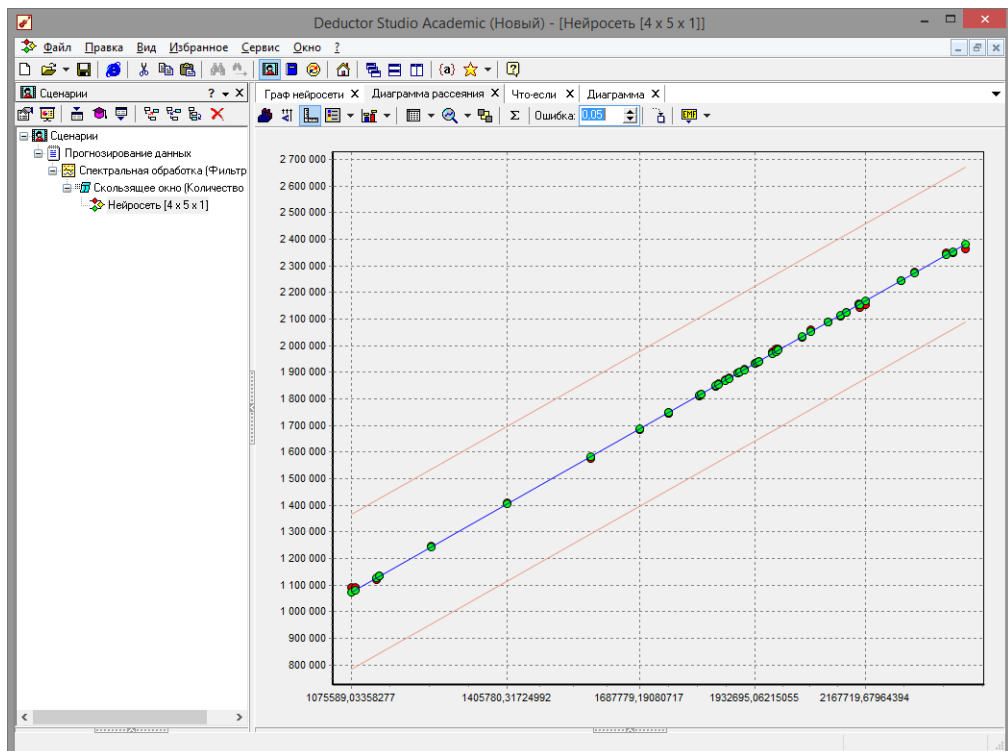 Deductor Studio Academic (Новый) - [Нейросеть [4 x 5 x 1]]
Файл Правка Вид Избранное Сервис Окно ?
Сценарии
Сценарии
Прогнозирование данных
Спектральная обработка (Фильтр
Скользящее окно (Количество
Нейросеть [4 x 5 x 1]
Граф нейросети X Диаграмма рассеяния X Что-если X Диаграмма X
Σ Ошибка: 0,05 EMF
2 700 000
2 600 000
2 500 000
2 400 000
2 300 000
2 200 000
2 100 000
2 000 000
1 900 000
1 800 000
1 700 000
1 600 000
1 500 000
1 400 000
1 300 000
1 200 000
1 100 000
1 000 000
900 000
800 000
1075589,03358277 1405780,31724992 1687779,19080717 1932695,06215055 2167719,67964394